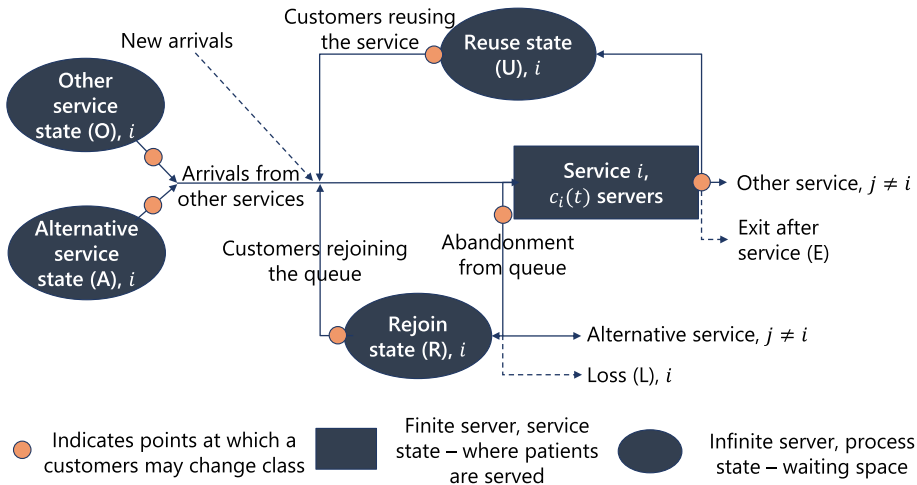 Customers reusing
the service
New arrivals
Reuse state
(U), 𝑖
Other
service
state (O), 𝑖
Arrivals from
other services
Service 𝑖,
𝑐ᵢ(𝑡) servers
Other service, 𝑗 ≠ 𝑖
Alternative
service
state (A), 𝑖
Customers rejoining
the queue
Abandonment
from queue
Exit after
service (E)
Rejoin
state (R), 𝑖
Alternative service, 𝑗 ≠ 𝑖
Loss (L), 𝑖
Indicates points at which a
customers may change class
Finite server, service
state – where patients
are served
Infinite server, process
state – waiting space